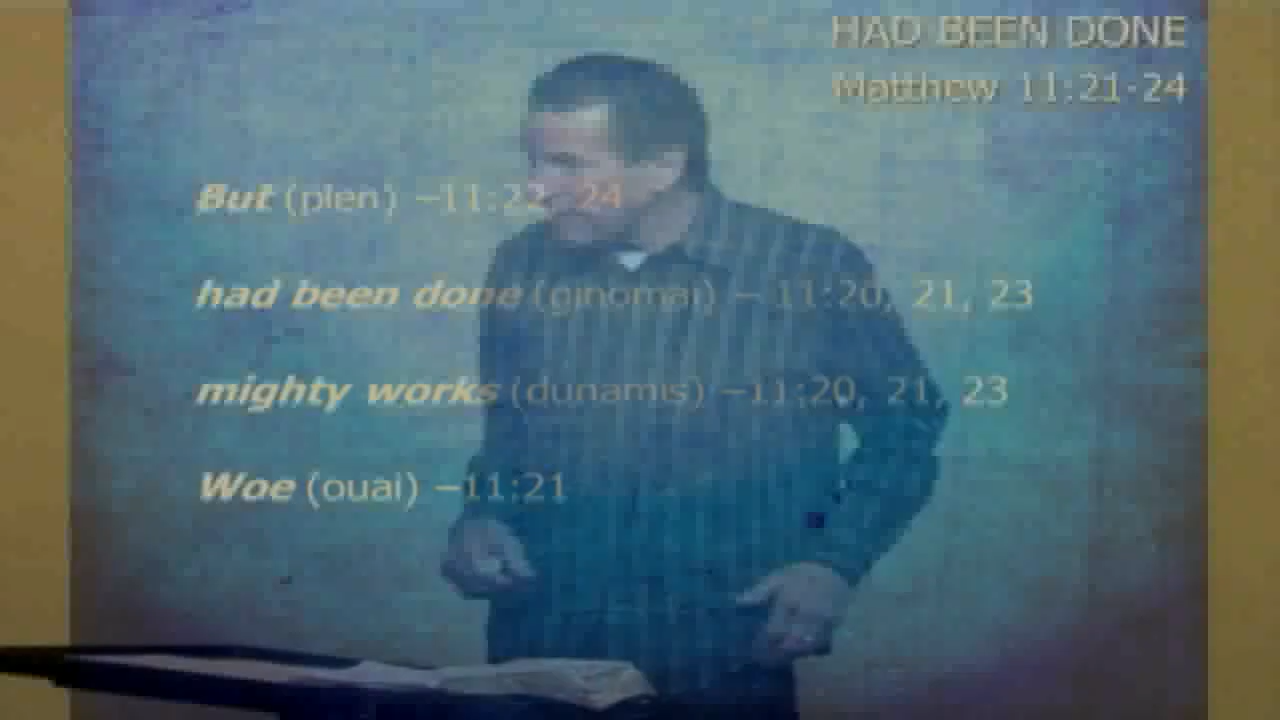 HAD BEEN DONE
Matthew 11:21-24
But (plen) –11:22, 24
had been done (ginomai) – 11:20, 21, 23
mighty works (dunamis) –11:20, 21, 23
Woe (ouai) –11:21